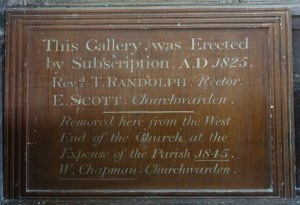 This Gallery, was Erected
by Subscription. A.D 1825.
Revd T. RANDOLPH. Rector.
E. SCOTT. Churchwarden.
Removed here from the West
End of the Church at the
Expense of the Parish 1845.
W. Chapman. Churchwarden.